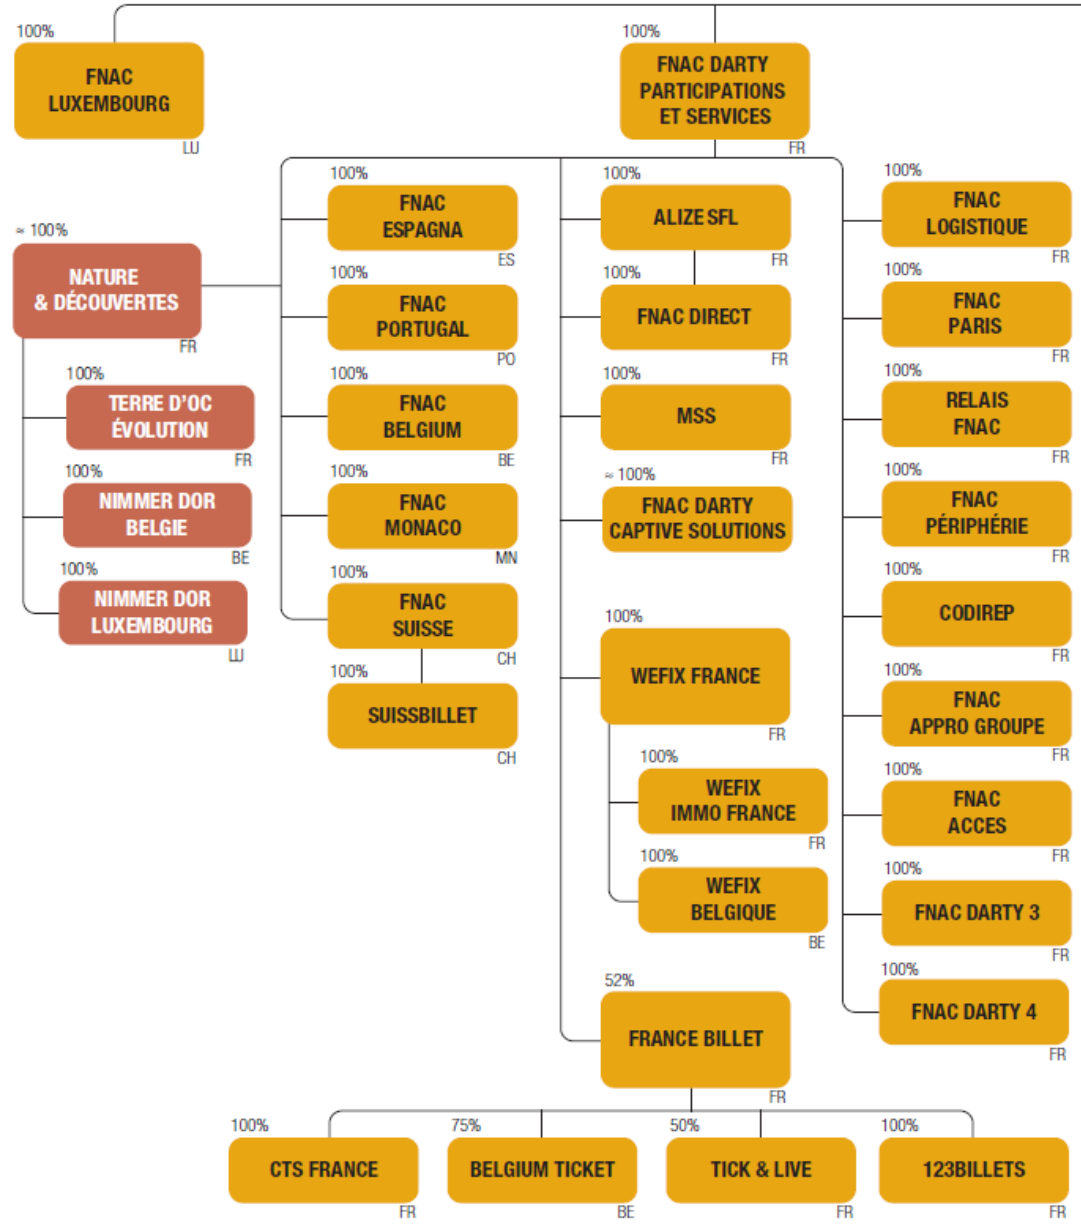 100%
FNAC
LUXEMBOURG
LU
100%
FNAC DARTY
PARTICIPATIONS
ET SERVICES
FR
≈ 100%
NATURE
& DÉCOUVERTES
FR
100%
TERRE D'OC
ÉVOLUTION
FR
100%
NIMMER DOR
BELGIE
BE
100%
NIMMER DOR
LUXEMBOURG
LU
100%
FNAC
ESPAGNA
ES
100%
FNAC
PORTUGAL
PO
100%
FNAC
BELGIUM
BE
100%
FNAC
MONACO
MN
100%
FNAC
SUISSE
CH
100%
SUISSBILLET
CH
100%
ALIZE SFL
FR
100%
FNAC DIRECT
FR
100%
MSS
FR
≈ 100%
FNAC DARTY
CAPTIVE SOLUTIONS
100%
WEFIX FRANCE
FR
100%
WEFIX
IMMO FRANCE
FR
100%
WEFIX
BELGIQUE
BE
52%
FRANCE BILLET
FR
100%
FNAC
LOGISTIQUE
FR
100%
FNAC
PARIS
FR
100%
RELAIS
FNAC
FR
100%
FNAC
PÉRIPHÉRIE
FR
100%
CODIREP
FR
100%
FNAC
APPRO GROUPE
FR
100%
FNAC
ACCES
FR
100%
FNAC DARTY 3
FR
100%
FNAC DARTY 4
FR
100%
CTS FRANCE
FR
75%
BELGIUM TICKET
BE
50%
TICK & LIVE
FR
100%
123BILLETS
FR